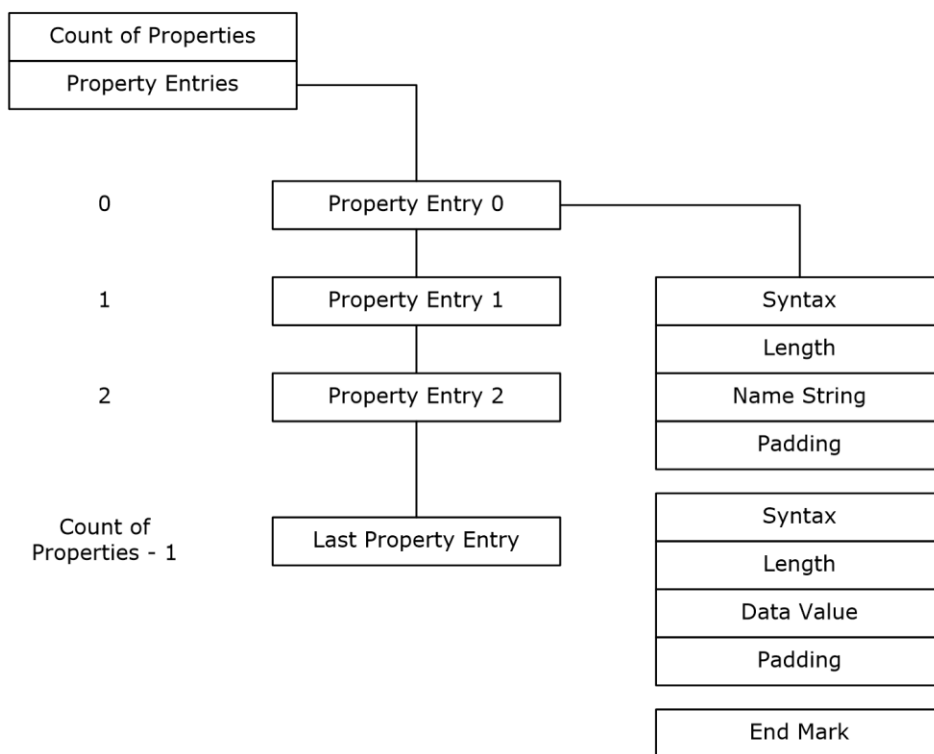 Count of Properties
Property Entries
0
Property Entry 0
1
Property Entry 1
2
Property Entry 2
Count of
Properties - 1
Last Property Entry
Syntax
Length
Name String
Padding
Syntax
Length
Data Value
Padding
End Mark